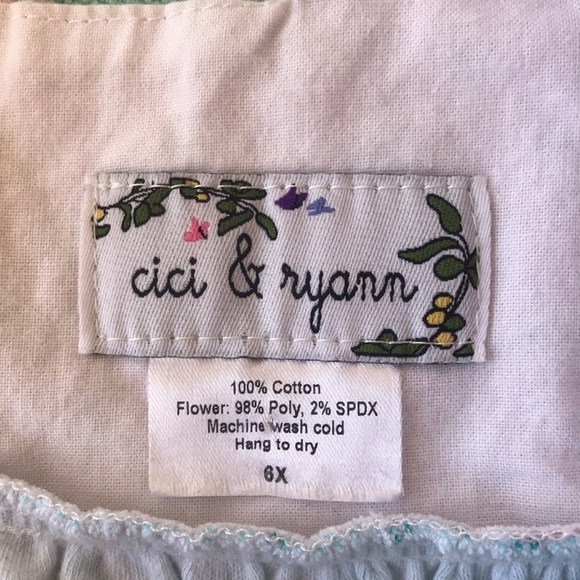 cici & ryann
100% Cotton
Flower: 98% Poly, 2% SPDX
Machine wash cold
Hang to dry
6X